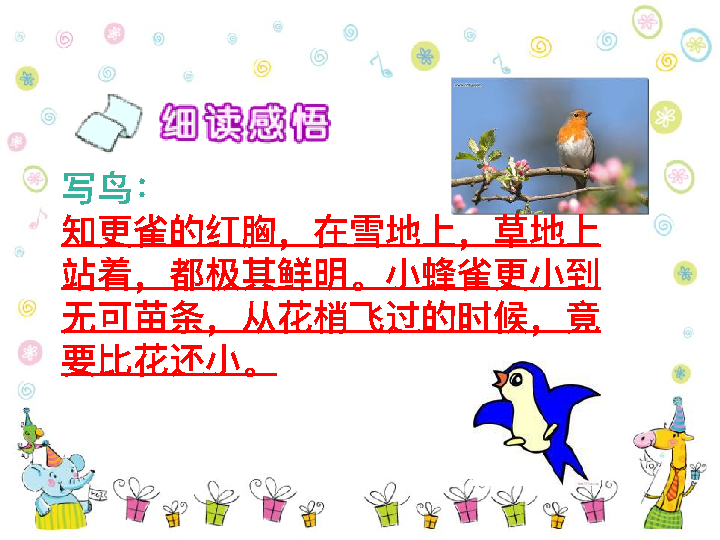 细读感悟
写鸟：
知更雀的红胸，在雪地上，草地上
站着，都极其鲜明。小蜂雀更小到
无可苗条，从花梢飞过的时候，竟
要比花还小。